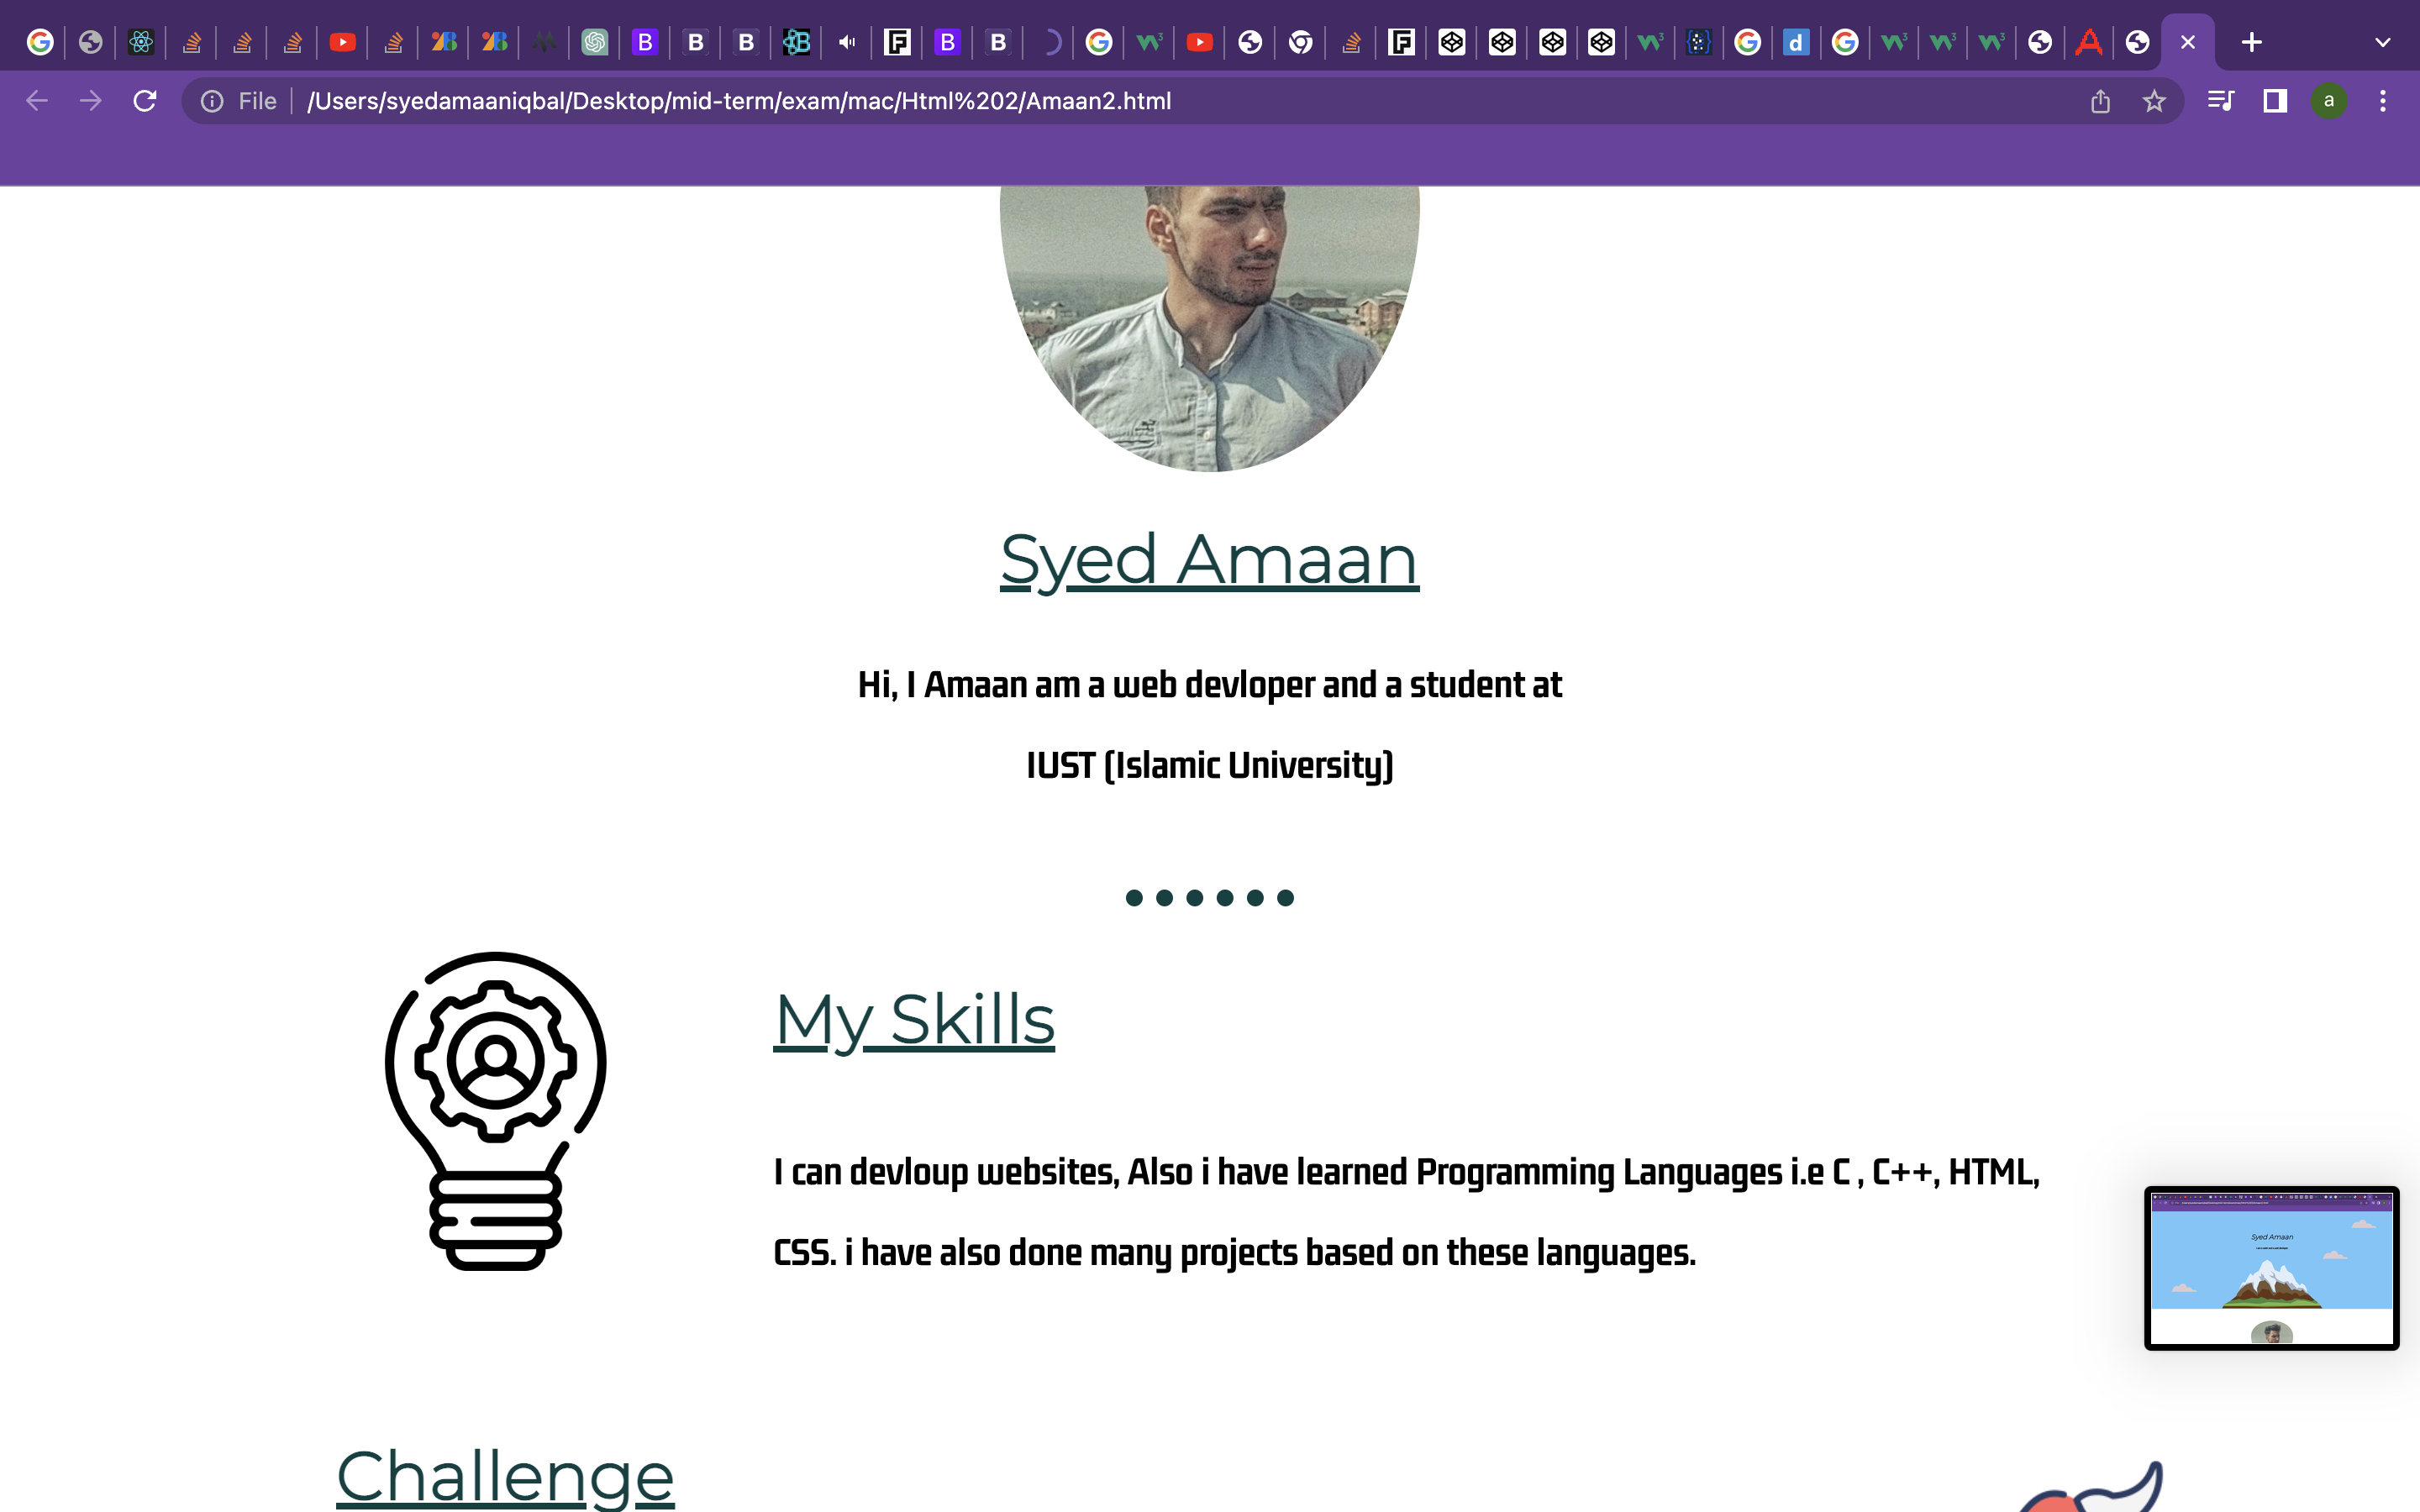 File
/Users/syedamaaniqbal/Desktop/mid-term/exam/mac/Html%202/Amaan2.html
a
Syed Amaan
Hi, I Amaan am a web devloper and a student at
IUST (Islamic University)
My Skills
I can devloup websites, Also i have learned Programming Languages i.e C , C++, HTML,
CSS. i have also done many projects based on these languages.
Syed Amaan
Challenge